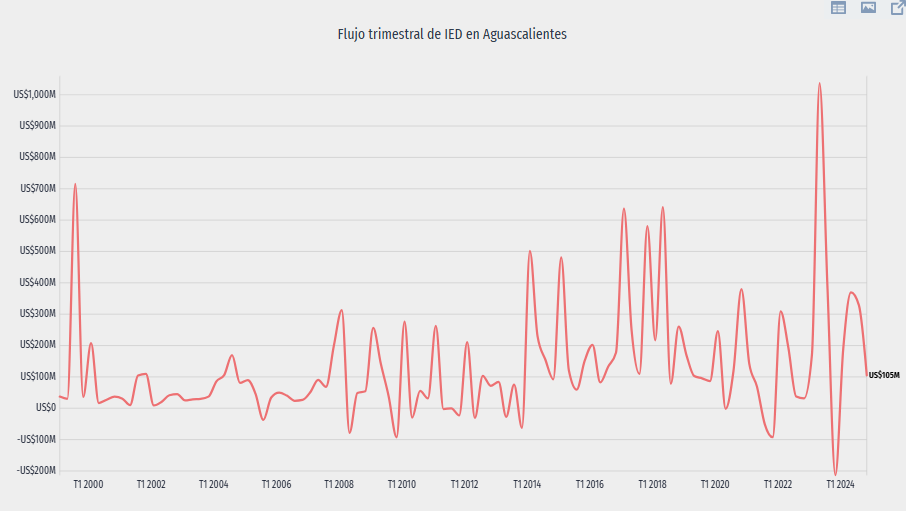 Flujo trimestral de IED en Aguascalientes
US$1,000M
US$900M
US$800M
US$700M
US$600M
US$500M
US$400M
US$300M
US$200M
US$100M
US$0
-US$100M
-US$200M
US$105M
T1 2000 T1 2002 T1 2004 T1 2006 T1 2008 T1 2010 T1 2012 T1 2014 T1 2016 T1 2018 T1 2020 T1 2022 T1 2024